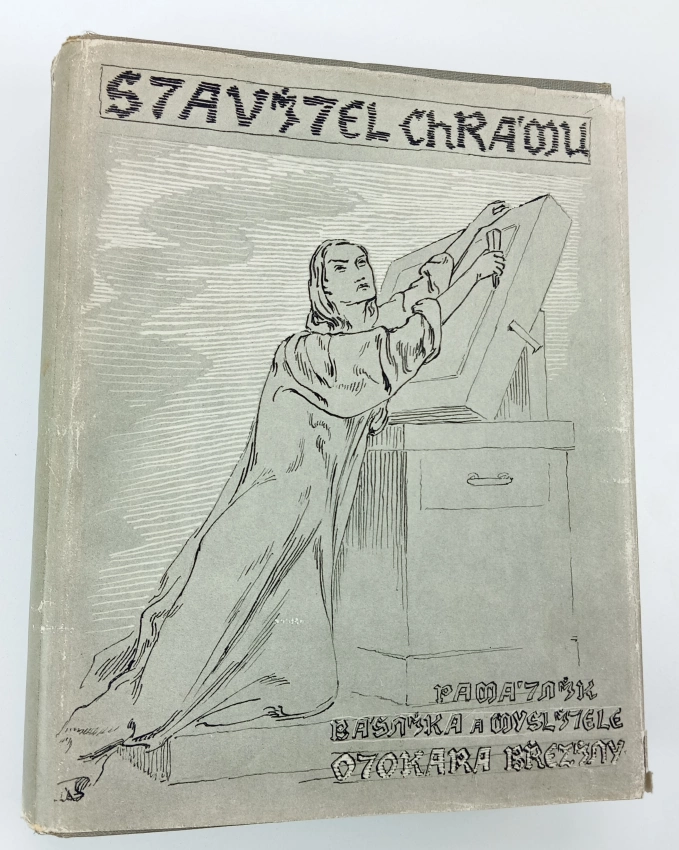 STAVITEL CHRÁMU
PAMÁTNÍK
BÁSNÍKA A MYSLITELE
OTOKARA BŘEZINY